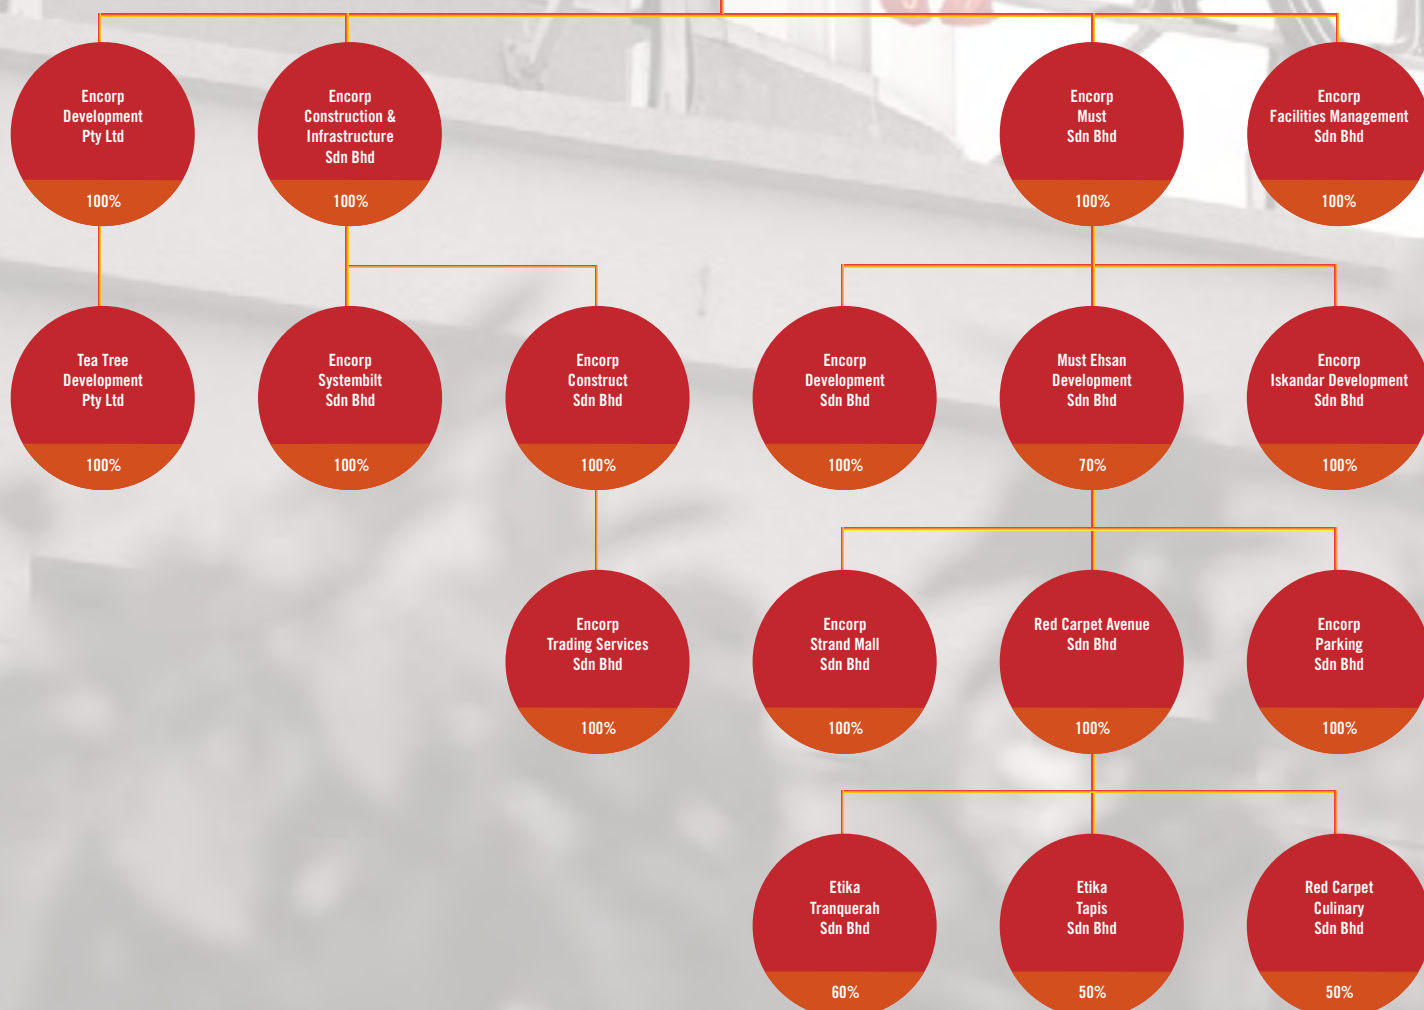 Encorp
Development
Pty Ltd
100%
Encorp
Construction &
Infrastructure
Sdn Bhd
100%
Encorp
Must
Sdn Bhd
100%
Encorp
Facilities Management
Sdn Bhd
100%
Tea Tree
Development
Pty Ltd
100%
Encorp
Systembilt
Sdn Bhd
100%
Encorp
Construct
Sdn Bhd
100%
Encorp
Development
Sdn Bhd
100%
Must Ehsan
Development
Sdn Bhd
70%
Encorp
Iskandar Development
Sdn Bhd
100%
Encorp
Trading Services
Sdn Bhd
100%
Encorp
Strand Mall
Sdn Bhd
100%
Red Carpet Avenue
Sdn Bhd
100%
Encorp
Parking
Sdn Bhd
100%
Etika
Tranquerah
Sdn Bhd
60%
Etika
Tapis
Sdn Bhd
50%
Red Carpet
Culinary
Sdn Bhd
50%